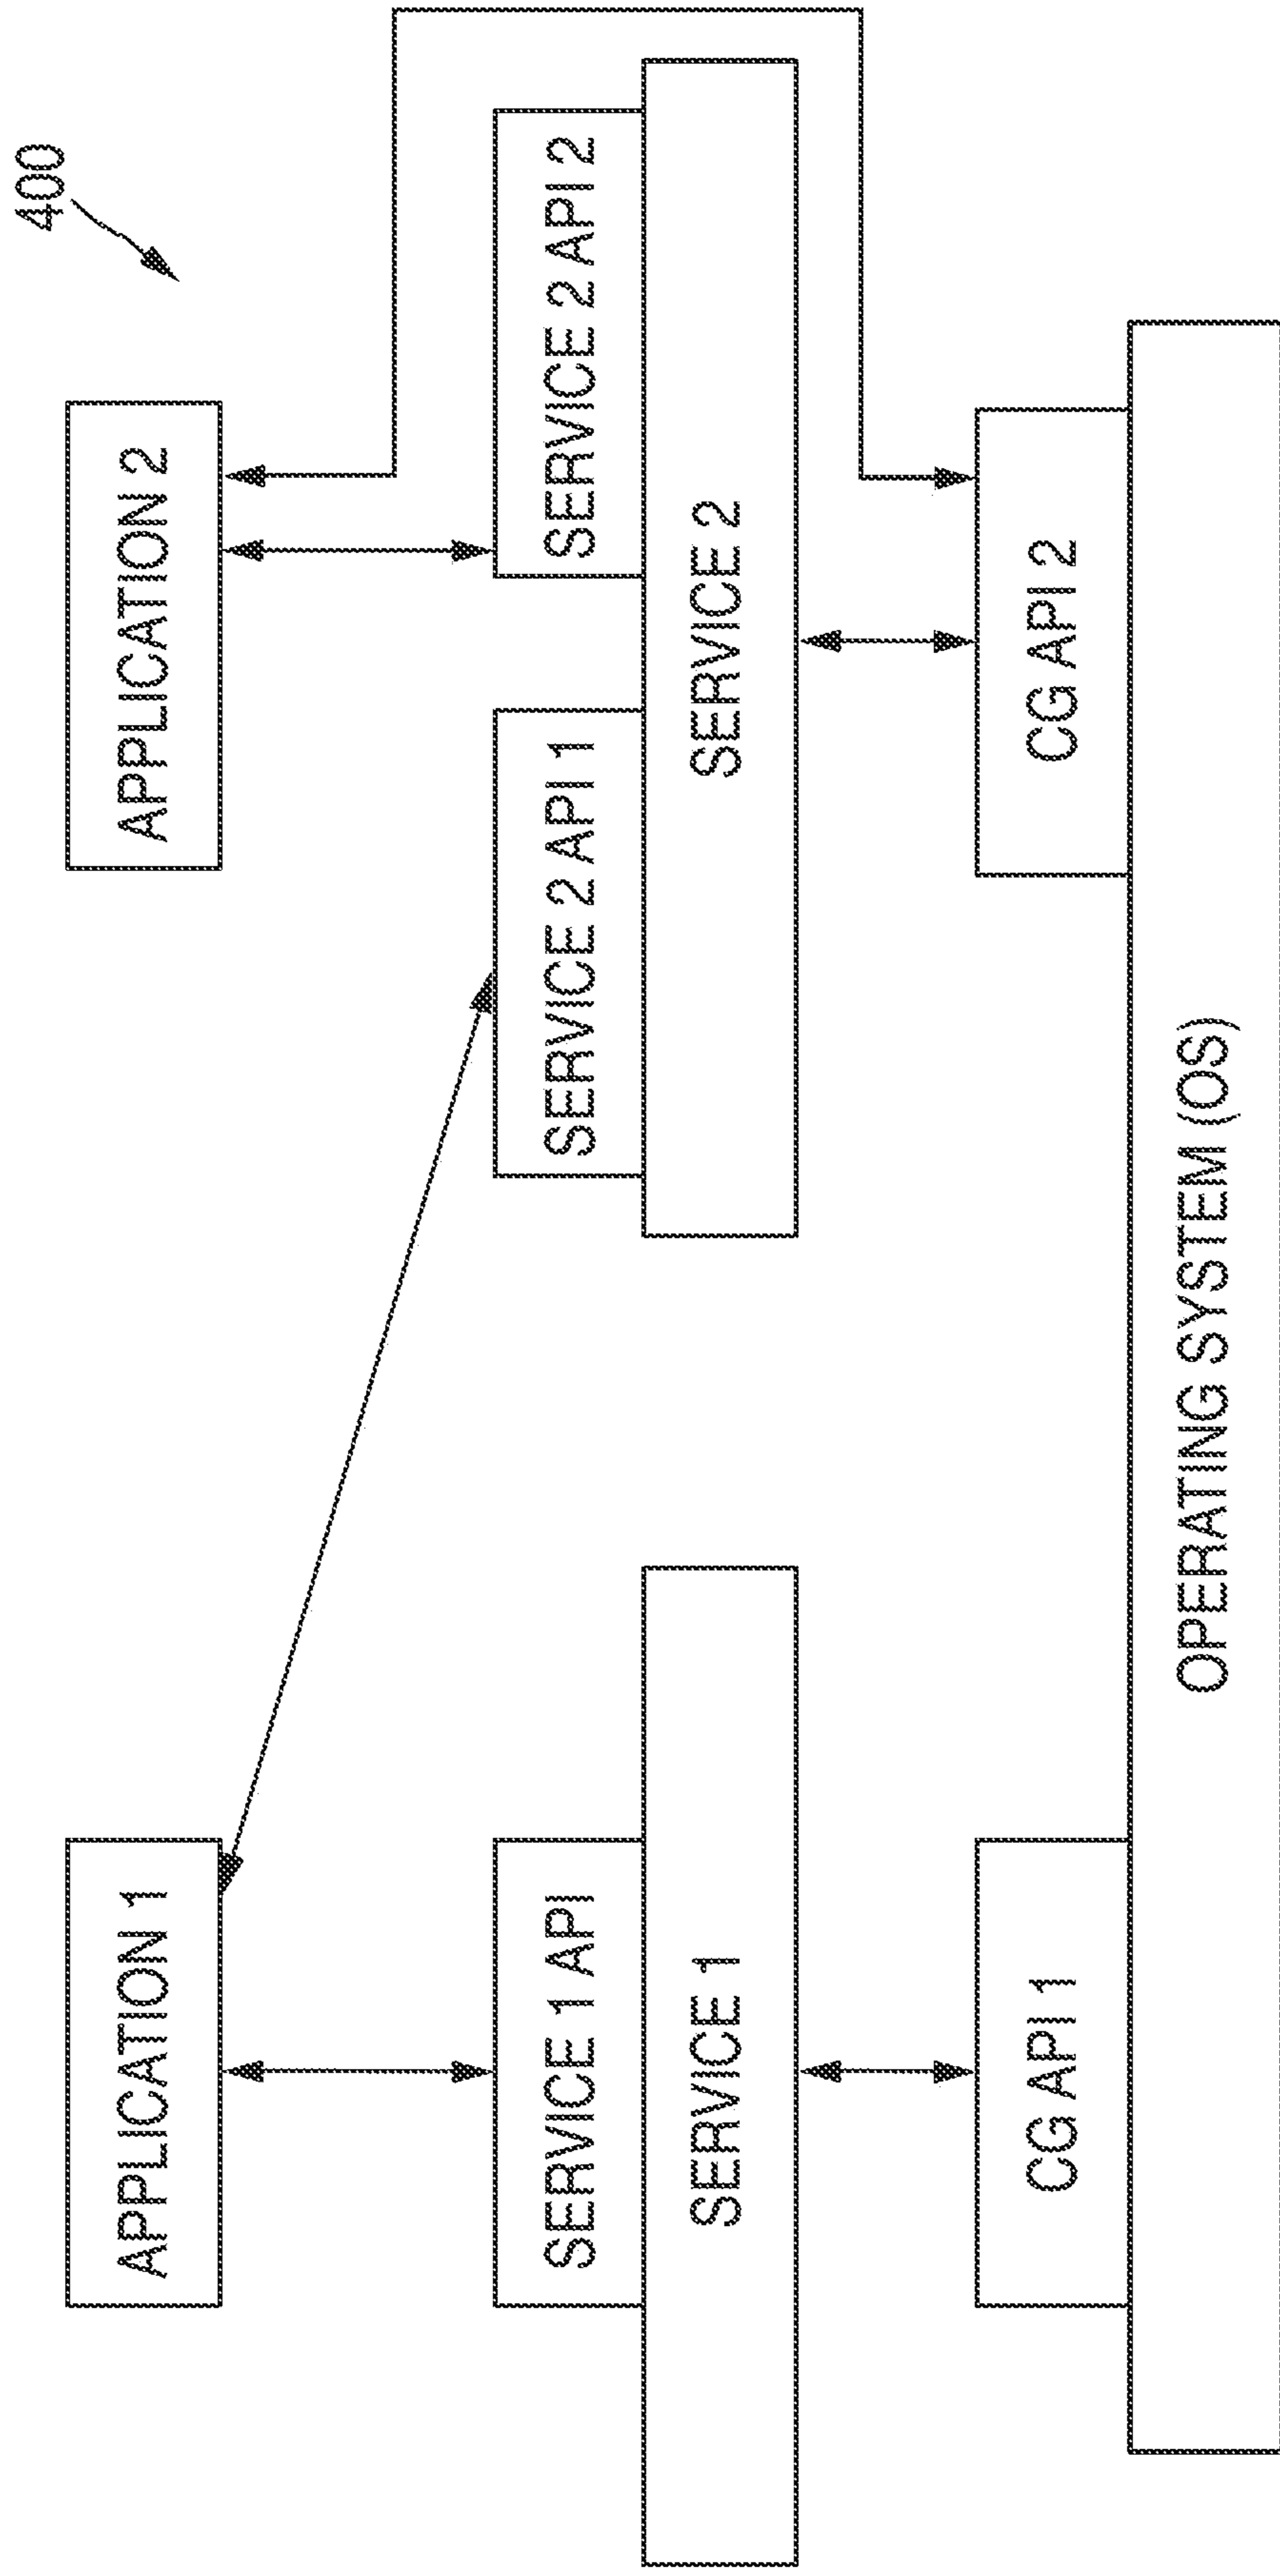 400
APPLICATION 1
APPLICATION 2
SERVICE 1 API
SERVICE 2 API 1
SERVICE 2 API 2
SERVICE 1
SERVICE 2
CG API 1
CG API 2
OPERATING SYSTEM (OS)